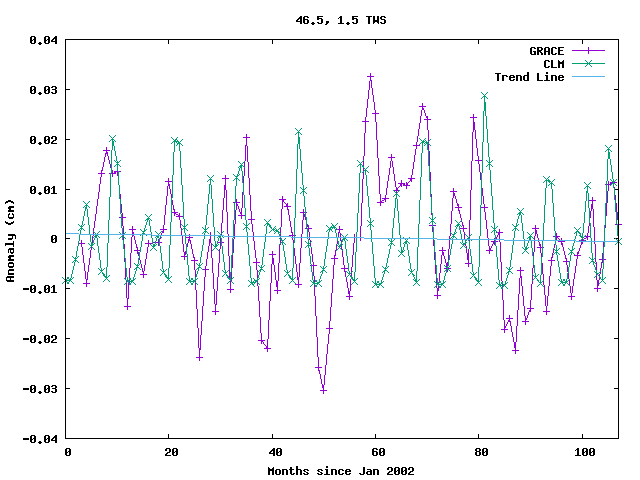 46.5, 1.5 TWS
GRACE
CLM
Trend Line
Anomaly (cm)
0.04
0.03
0.02
0.01
0
-0.01
-0.02
-0.03
-0.04
0 20 40 60 80 100
Months since Jan 2002